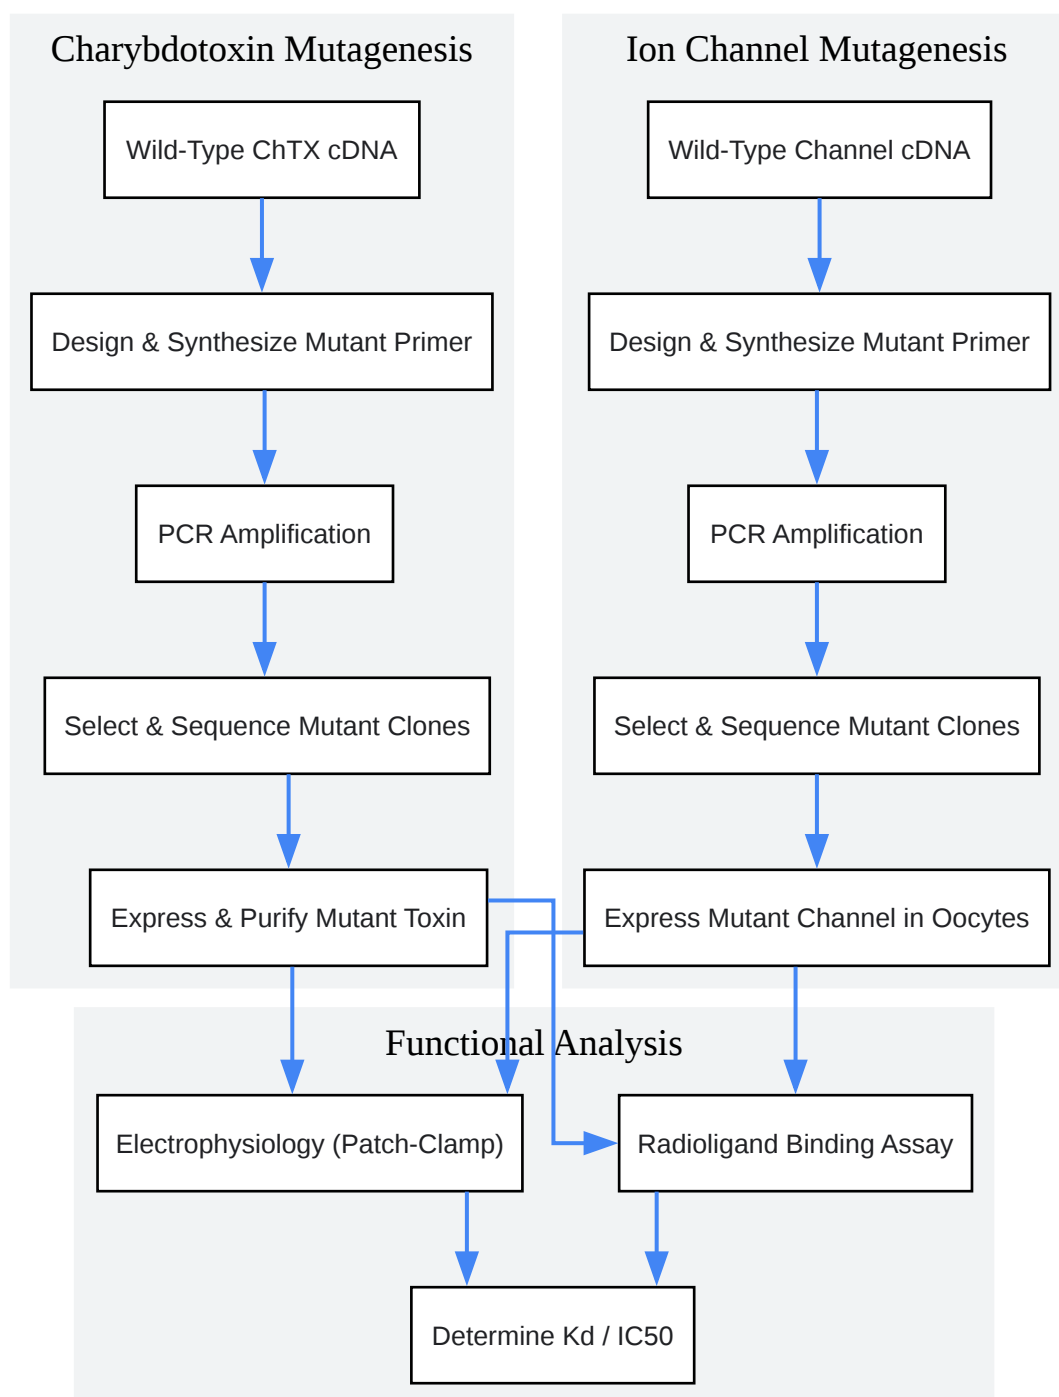 Charybdotoxin Mutagenesis
Wild-Type ChTX cDNA
Design & Synthesize Mutant Primer
PCR Amplification
Select & Sequence Mutant Clones
Express & Purify Mutant Toxin
Ion Channel Mutagenesis
Wild-Type Channel cDNA
Design & Synthesize Mutant Primer
PCR Amplification
Select & Sequence Mutant Clones
Express Mutant Channel in Oocytes
Functional Analysis
Electrophysiology (Patch-Clamp)
Radioligand Binding Assay
Determine Kd / IC50